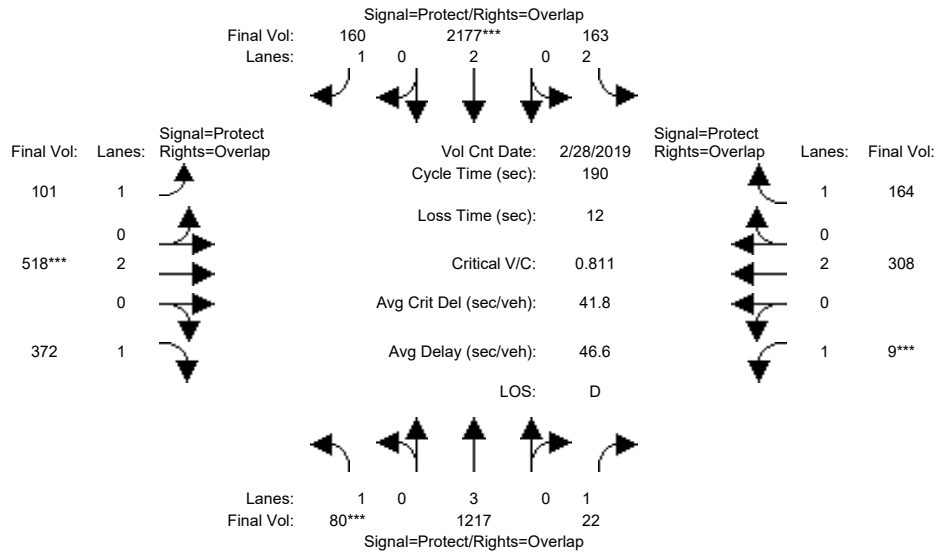 Signal=Protect/Rights=Overlap
Final Vol: 160 2177*** 163
Lanes: 1 0 2 0 2
Signal=Protect Signal=Protect
Final Vol: Lanes: Rights=Overlap Vol Cnt Date: 2/28/2019 Rights=Overlap Lanes: Final Vol:
101 1 Cycle Time (sec): 190 1 164
0 Loss Time (sec): 12 0
518*** 2 Critical V/C: 0.811 2 308
0 Avg Crit Del (sec/veh): 41.8 0
372 1 Avg Delay (sec/veh): 46.6 1 9***
LOS: D
Lanes: 1 0 3 0 1
Final Vol: 80*** 1217 22
Signal=Protect/Rights=Overlap